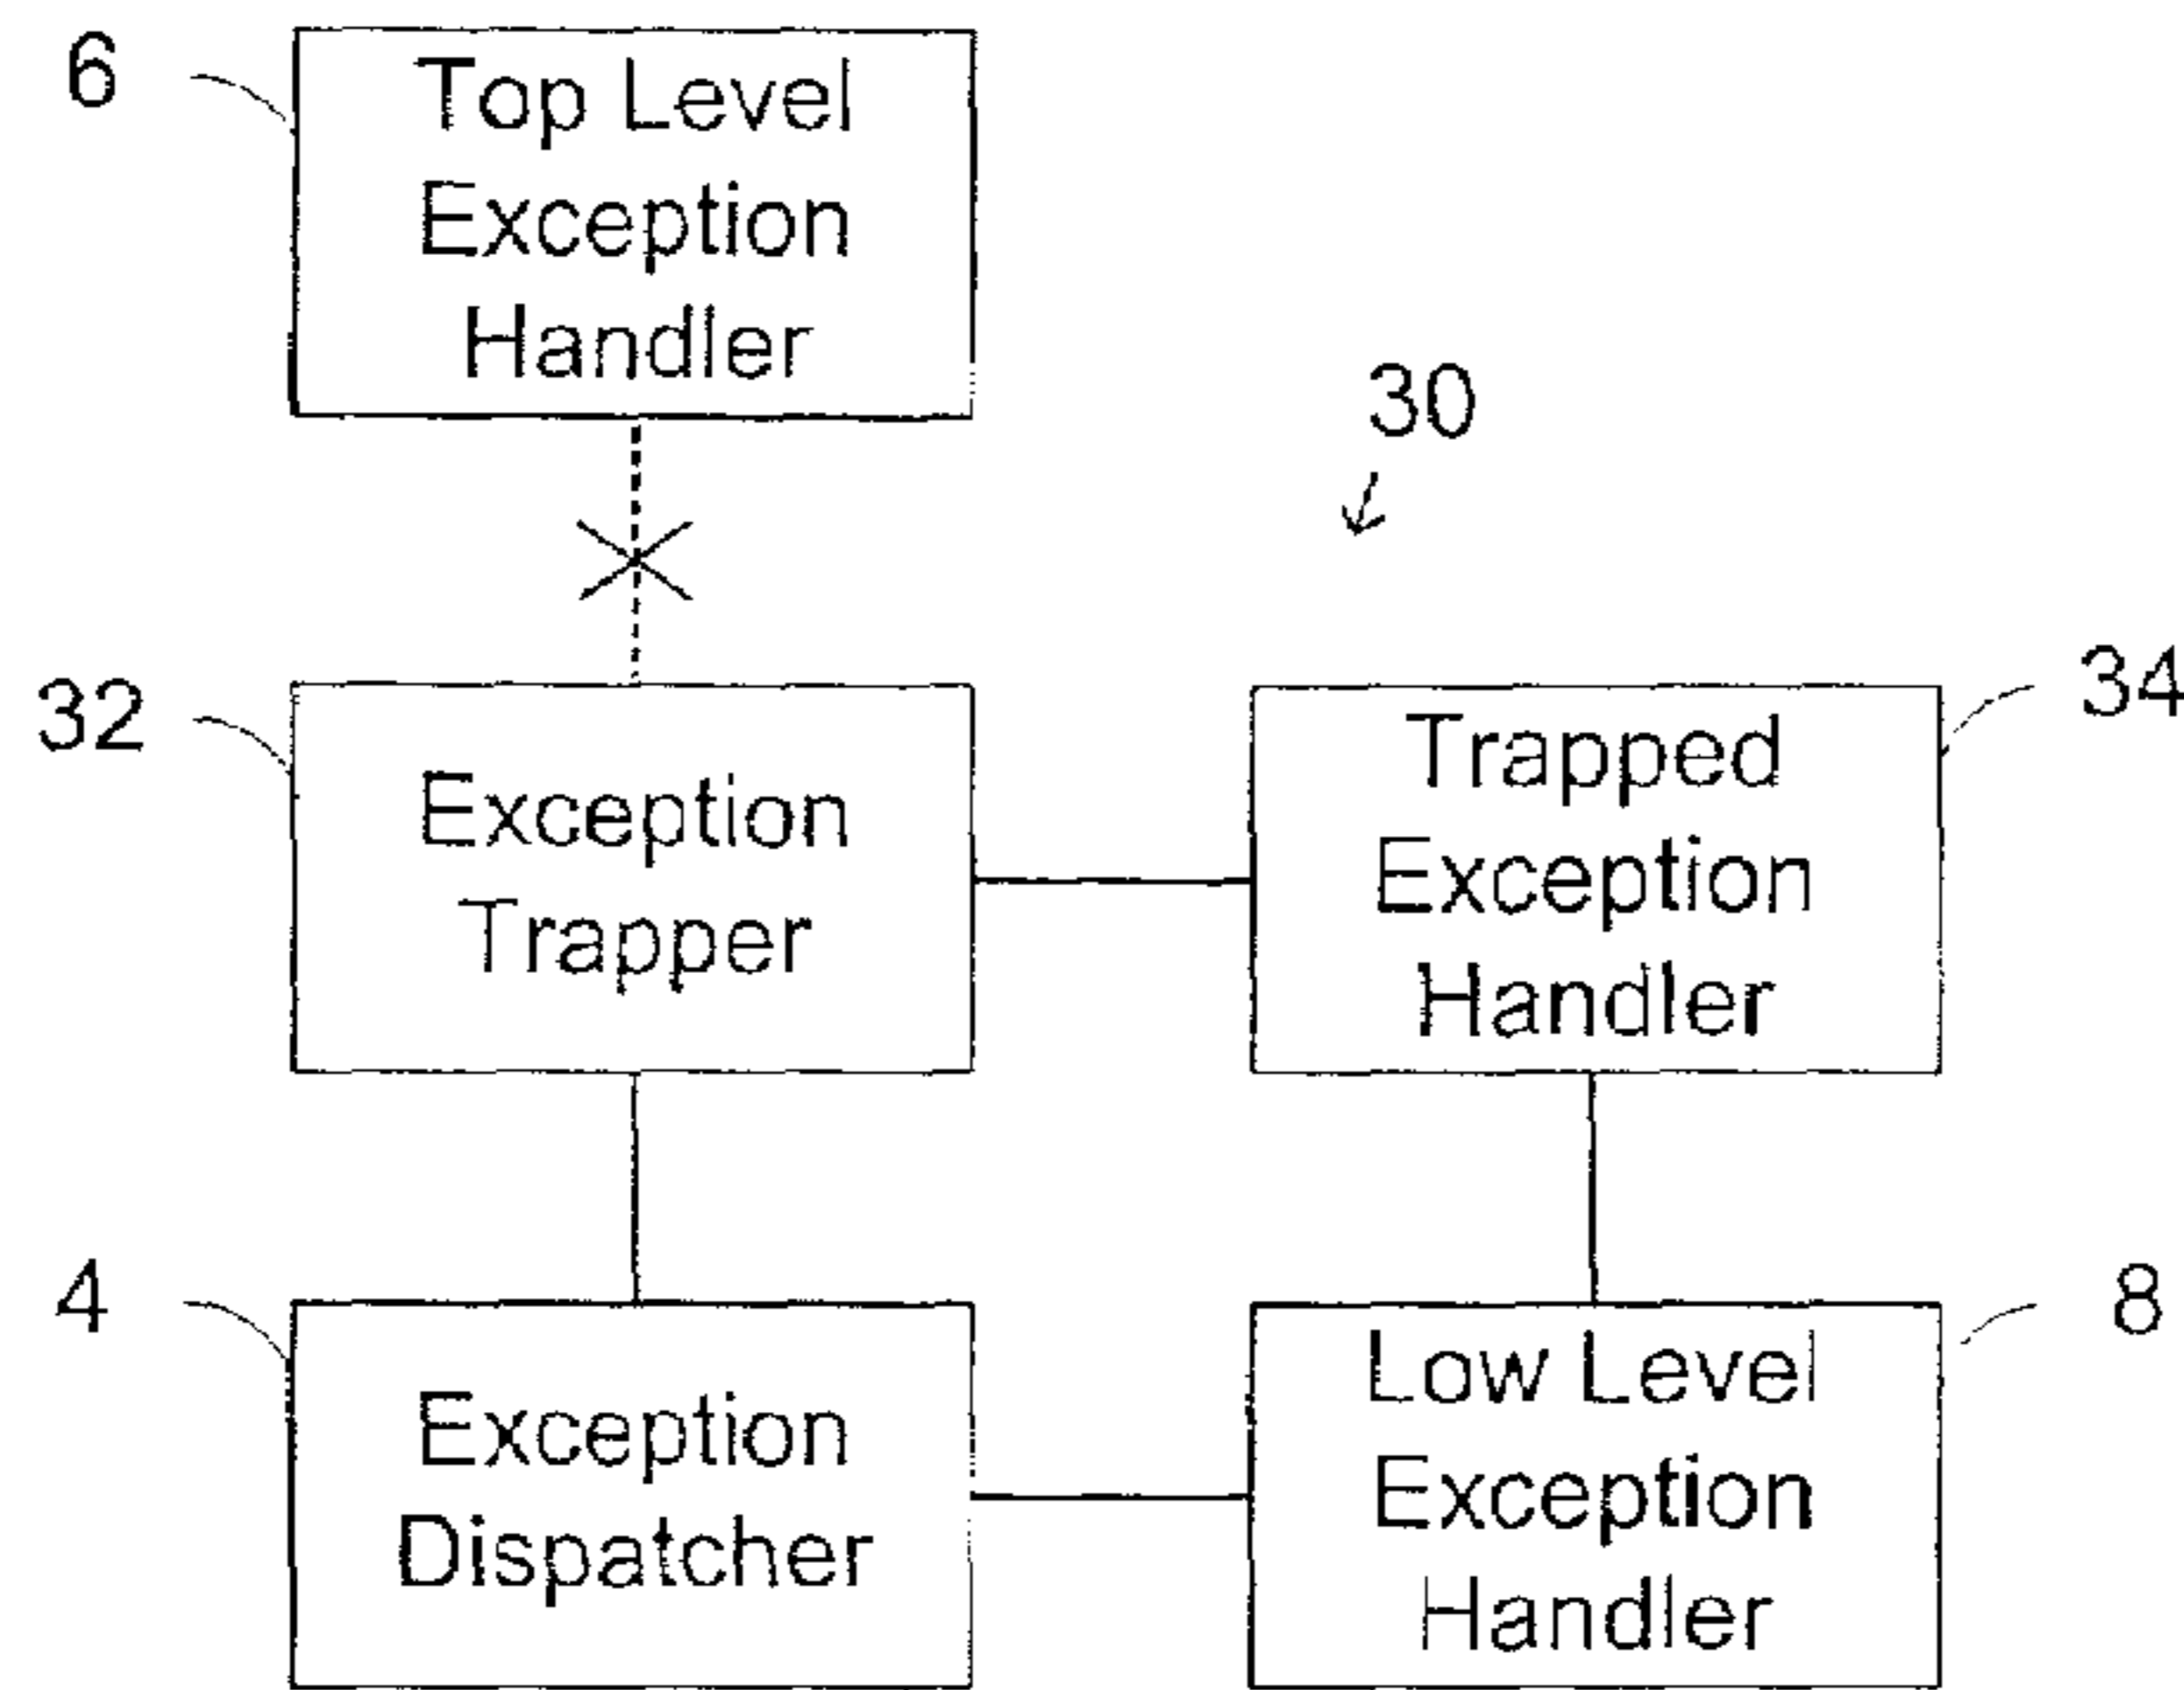 6
Top Level
Exception
Handler
30
32
Exception
Trapper
34
Trapped
Exception
Handler
4
Exception
Dispatcher
8
Low Level
Exception
Handler